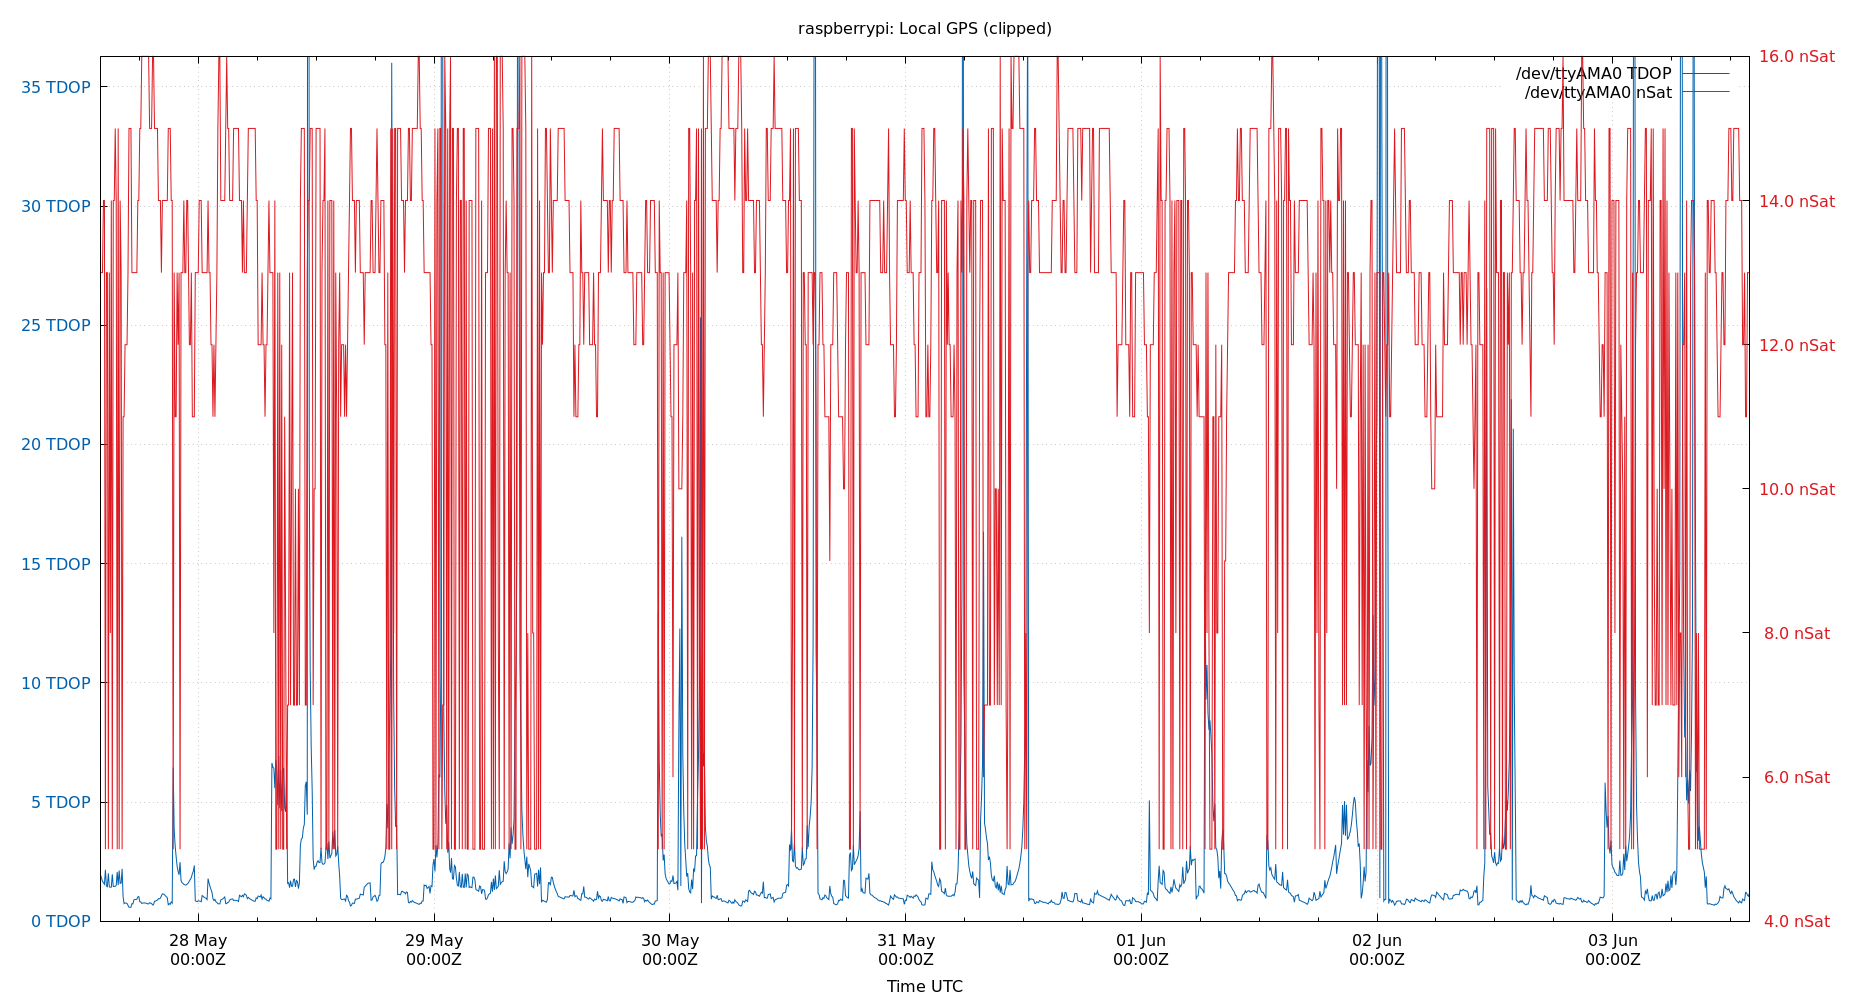 raspberrypi: Local GPS (clipped)
35 TDOP
30 TDOP
25 TDOP
20 TDOP
15 TDOP
10 TDOP
5 TDOP
0 TDOP
16.0 nSat
14.0 nSat
12.0 nSat
10.0 nSat
8.0 nSat
6.0 nSat
4.0 nSat
/dev/ttyAMA0 TDOP
/dev/ttyAMA0 nSat
28 May
00:00Z
29 May
00:00Z
30 May
00:00Z
31 May
00:00Z
01 Jun
00:00Z
02 Jun
00:00Z
03 Jun
00:00Z
Time UTC